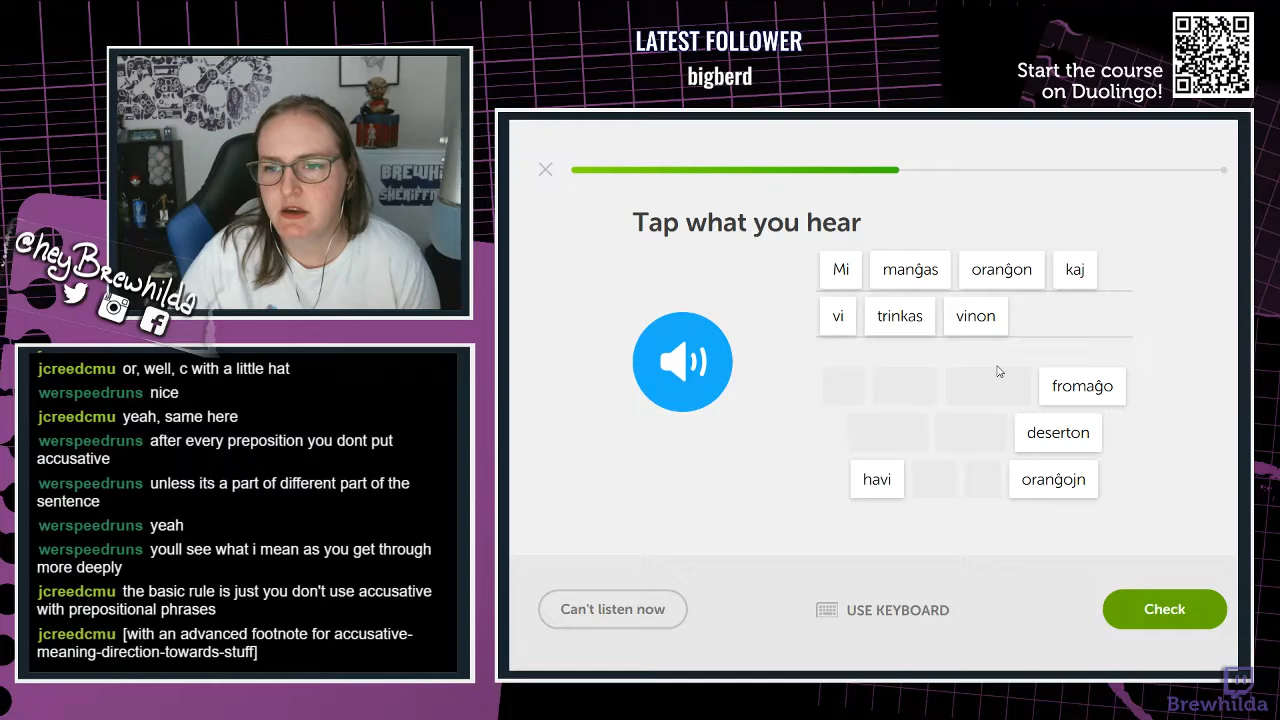 LATEST FOLLOWER
bigberd
Start the course
on Duolingo!
BREWHI
SHERIFF
@heyBrewhilda
Tap what you hear
Mi manĝas oranĝon kaj
vi trinkas vinon
fromaĝo
deserton
havi oranĝojn
Can't listen now
USE KEYBOARD
Check
jcreedcmu or, well, c with a little hat
werspeedruns nice
jcreedcmu yeah, same here
werspeedruns after every preposition you dont put
accusative
werspeedruns unless its a part of different part of the
sentence
werspeedruns yeah
werspeedruns youll see what i mean as you get through
more deeply
jcreedcmu the basic rule is just you don't use accusative
with prepositional phrases
jcreedcmu [with an advanced footnote for accusative-
meaning-direction-towards-stuff]
Brewhilda